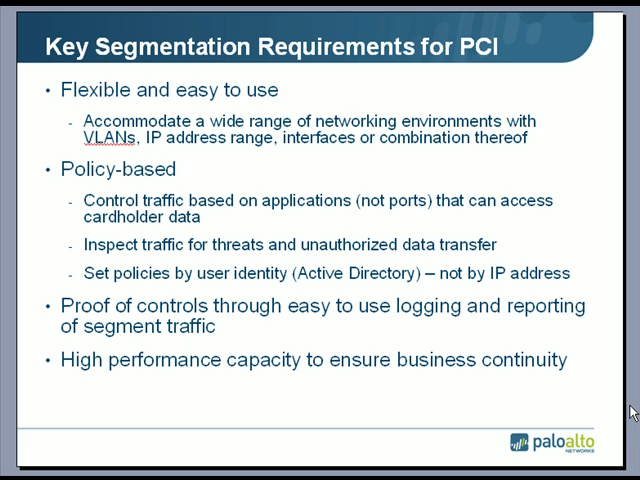 Key Segmentation Requirements for PCI
• Flexible and easy to use
- Accommodate a wide range of networking environments with
VLANs, IP address range, interfaces or combination thereof
• Policy-based
- Control traffic based on applications (not ports) that can access
cardholder data
- Inspect traffic for threats and unauthorized data transfer
- Set policies by user identity (Active Directory) – not by IP address
• Proof of controls through easy to use logging and reporting
of segment traffic
• High performance capacity to ensure business continuity
paloalto
NETWORKS